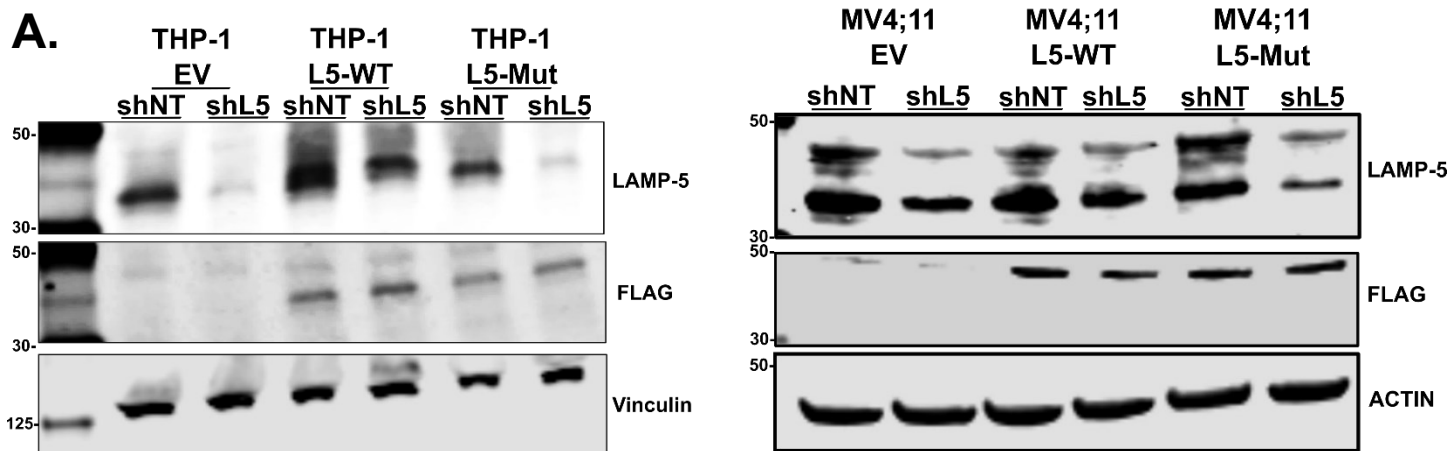 A.
THP-1 THP-1 THP-1
EV L5-WT L5-Mut
shNT shL5 shNT shL5 shNT shL5
50-
LAMP-5
30-
50-
FLAG
30-
Vinculin
125-
MV4;11 MV4;11 MV4;11
EV L5-WT L5-Mut
shNT shL5 shNT shL5 shNT shL5
50-
LAMP-5
30-
50-
FLAG
30-
50-
ACTIN